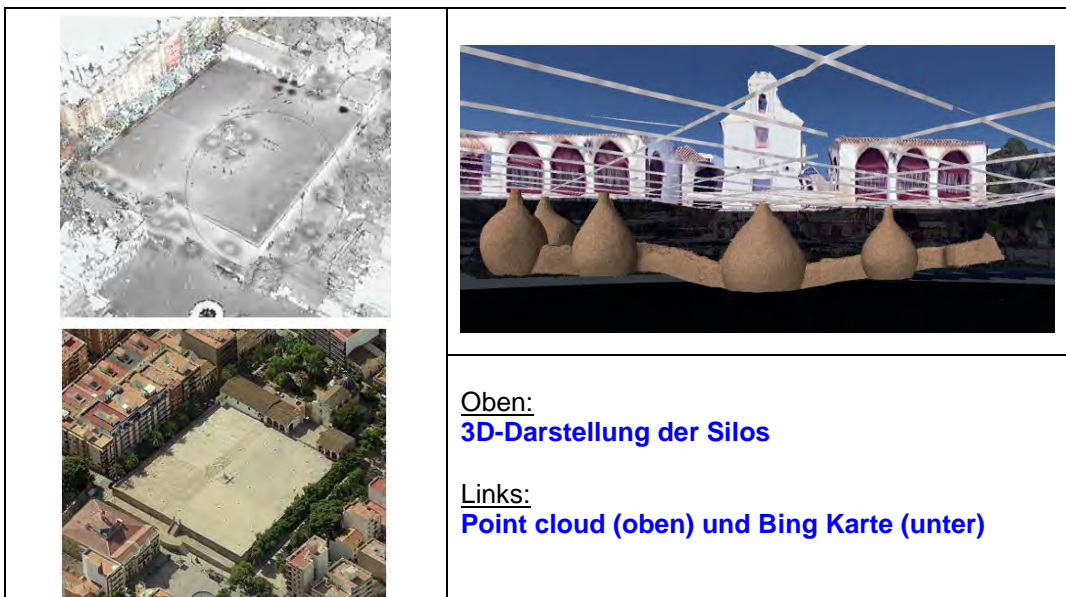 Oben:
3D-Darstellung der Silos
Links:
Point cloud (oben) und Bing Karte (unter)